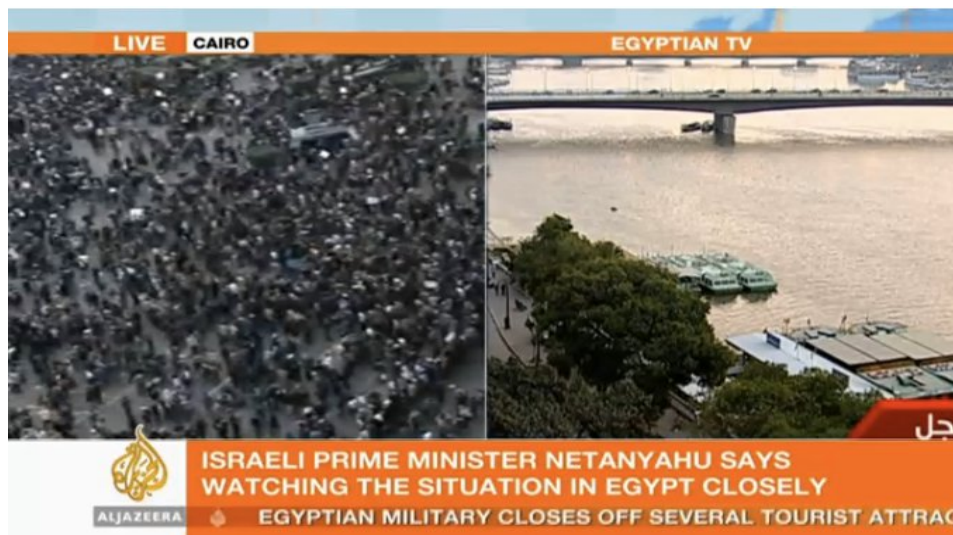 LIVE CAIRO
EGYPTIAN TV
ISRAELI PRIME MINISTER NETANYAHU SAYS
WATCHING THE SITUATION IN EGYPT CLOSELY
ALJAZEERA
EGYPTIAN MILITARY CLOSES OFF SEVERAL TOURIST ATTRAC